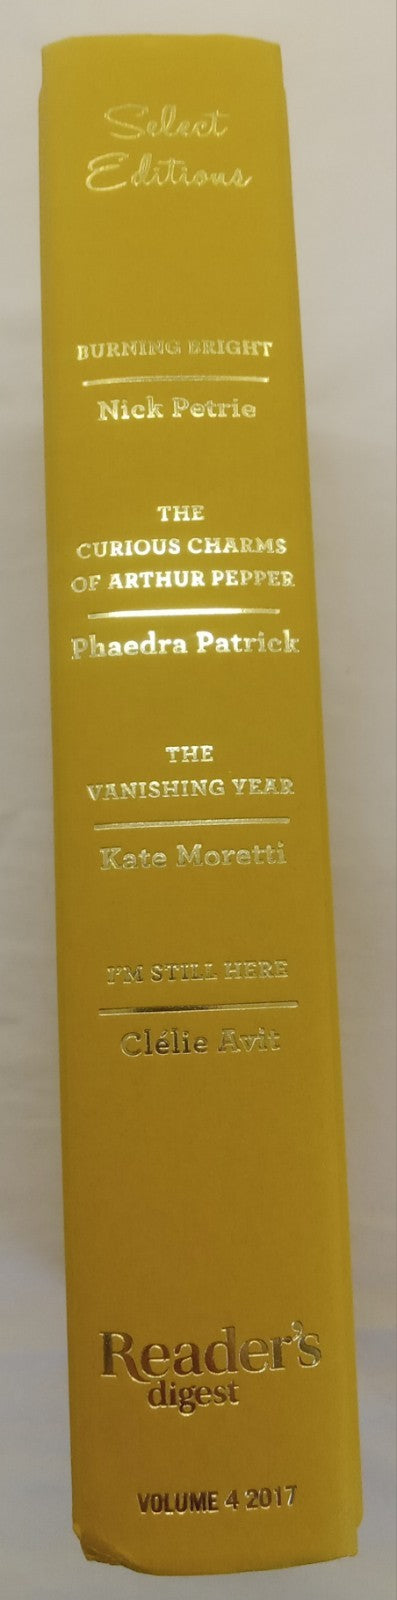 Select
Editions
BURNING BRIGHT
Nick Petrie
THE
CURIOUS CHARMS
OF ARTHUR PEPPER
Phaedra Patrick
THE
VANISHING YEAR
Kate Moretti
I'M STILL HERE
Clélie Avit
Reader's
digest
VOLUME 4 2017